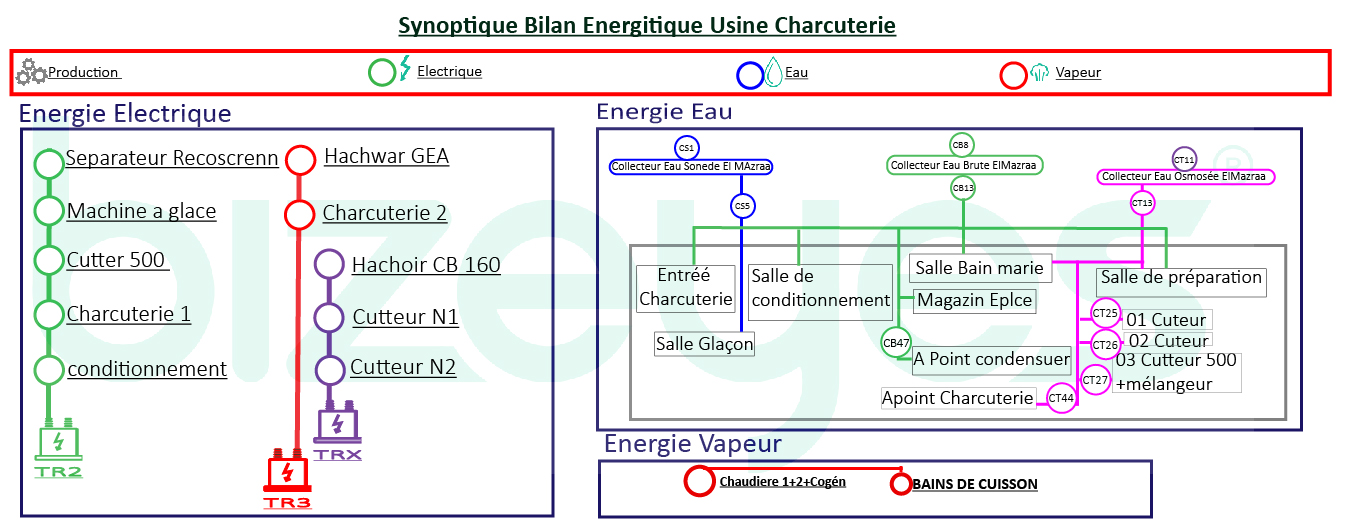 Synoptique Bilan Energitique Usine Charcuterie
Production
Electrique
Eau
Vapeur
Energie Electrique
Separateur Recoscrenn
Machine a glace
Cutter 500
Charcuterie 1
conditionnement
TR2
Hachwar GEA
Charcuterie 2
TR3
Hachoir CB 160
Cutteur N1
Cutteur N2
TRX
Energie Eau
CS1
Collecteur Eau Sonede El MAzraa
CS5
CB8
Collecteur Eau Brute ElMazraa
CB13
CT11
Collecteur Eau Osmosée ElMazraa
CT13
Entréé
Charcuterie
Salle de
conditionnement
Salle Bain marie
Salle de préparation
Magazin Eplce
Salle Glaçon
CB47
A Point condensuer
CT25
01 Cuteur
CT26
02 Cuteur
CT27
03 Cutteur 500
+mélangeur
Apoint Charcuterie
CT44
Energie Vapeur
Chaudiere 1+2+Cogén
BAINS DE CUISSON
bizeyes
®